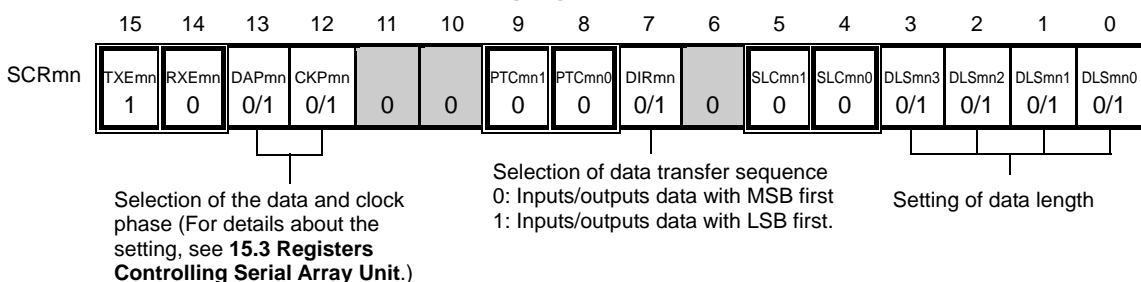 15 14 13 12 11 10 9 8 7 6 5 4 3 2 1 0
SCRmn TXEmn RXEmn DAPmn CKPmn PTCmn1 PTCmn0 DIRmn SLCmn1 SLCmn0 DLSmn3 DLSmn2 DLSmn1 DLSmn0
1 0 0/1 0/1 0 0 0 0 0/1 0 0 0 0/1 0/1 0/1 0/1
Selection of the data and clock
phase (For details about the
setting, see 15.3 Registers
Controlling Serial Array Unit.)
Selection of data transfer sequence
0: Inputs/outputs data with MSB first
1: Inputs/outputs data with LSB first.
Setting of data length